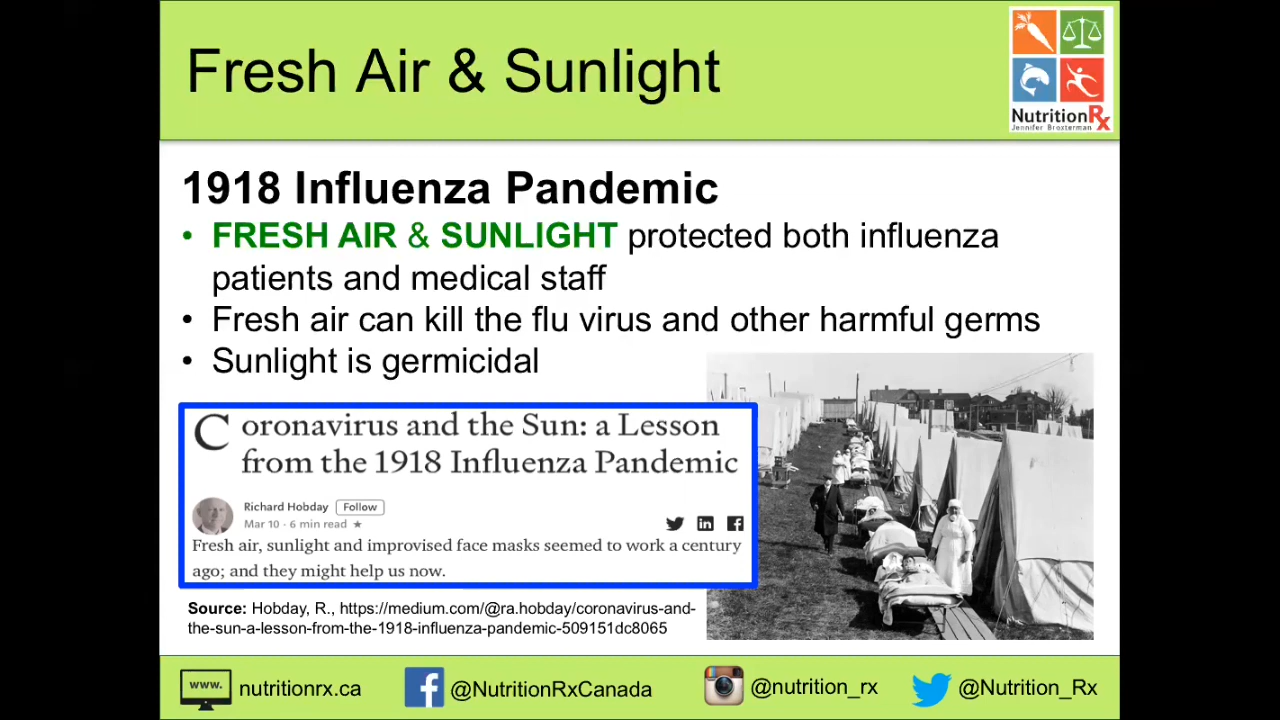 Fresh Air & Sunlight
NutritionRx
Jennifer Broxterman
1918 Influenza Pandemic
• FRESH AIR & SUNLIGHT protected both influenza
patients and medical staff
• Fresh air can kill the flu virus and other harmful germs
• Sunlight is germicidal
Coronavirus and the Sun: a Lesson
from the 1918 Influenza Pandemic
Richard Hobday Follow
Mar 10 · 6 min read ★
Fresh air, sunlight and improvised face masks seemed to work a century
ago; and they might help us now.
Source: Hobday, R., https://medium.com/@ra.hobday/coronavirus-and-
the-sun-a-lesson-from-the-1918-influenza-pandemic-509151dc8065
www. nutritionrx.ca @NutritionRxCanada @nutrition_rx @Nutrition_Rx